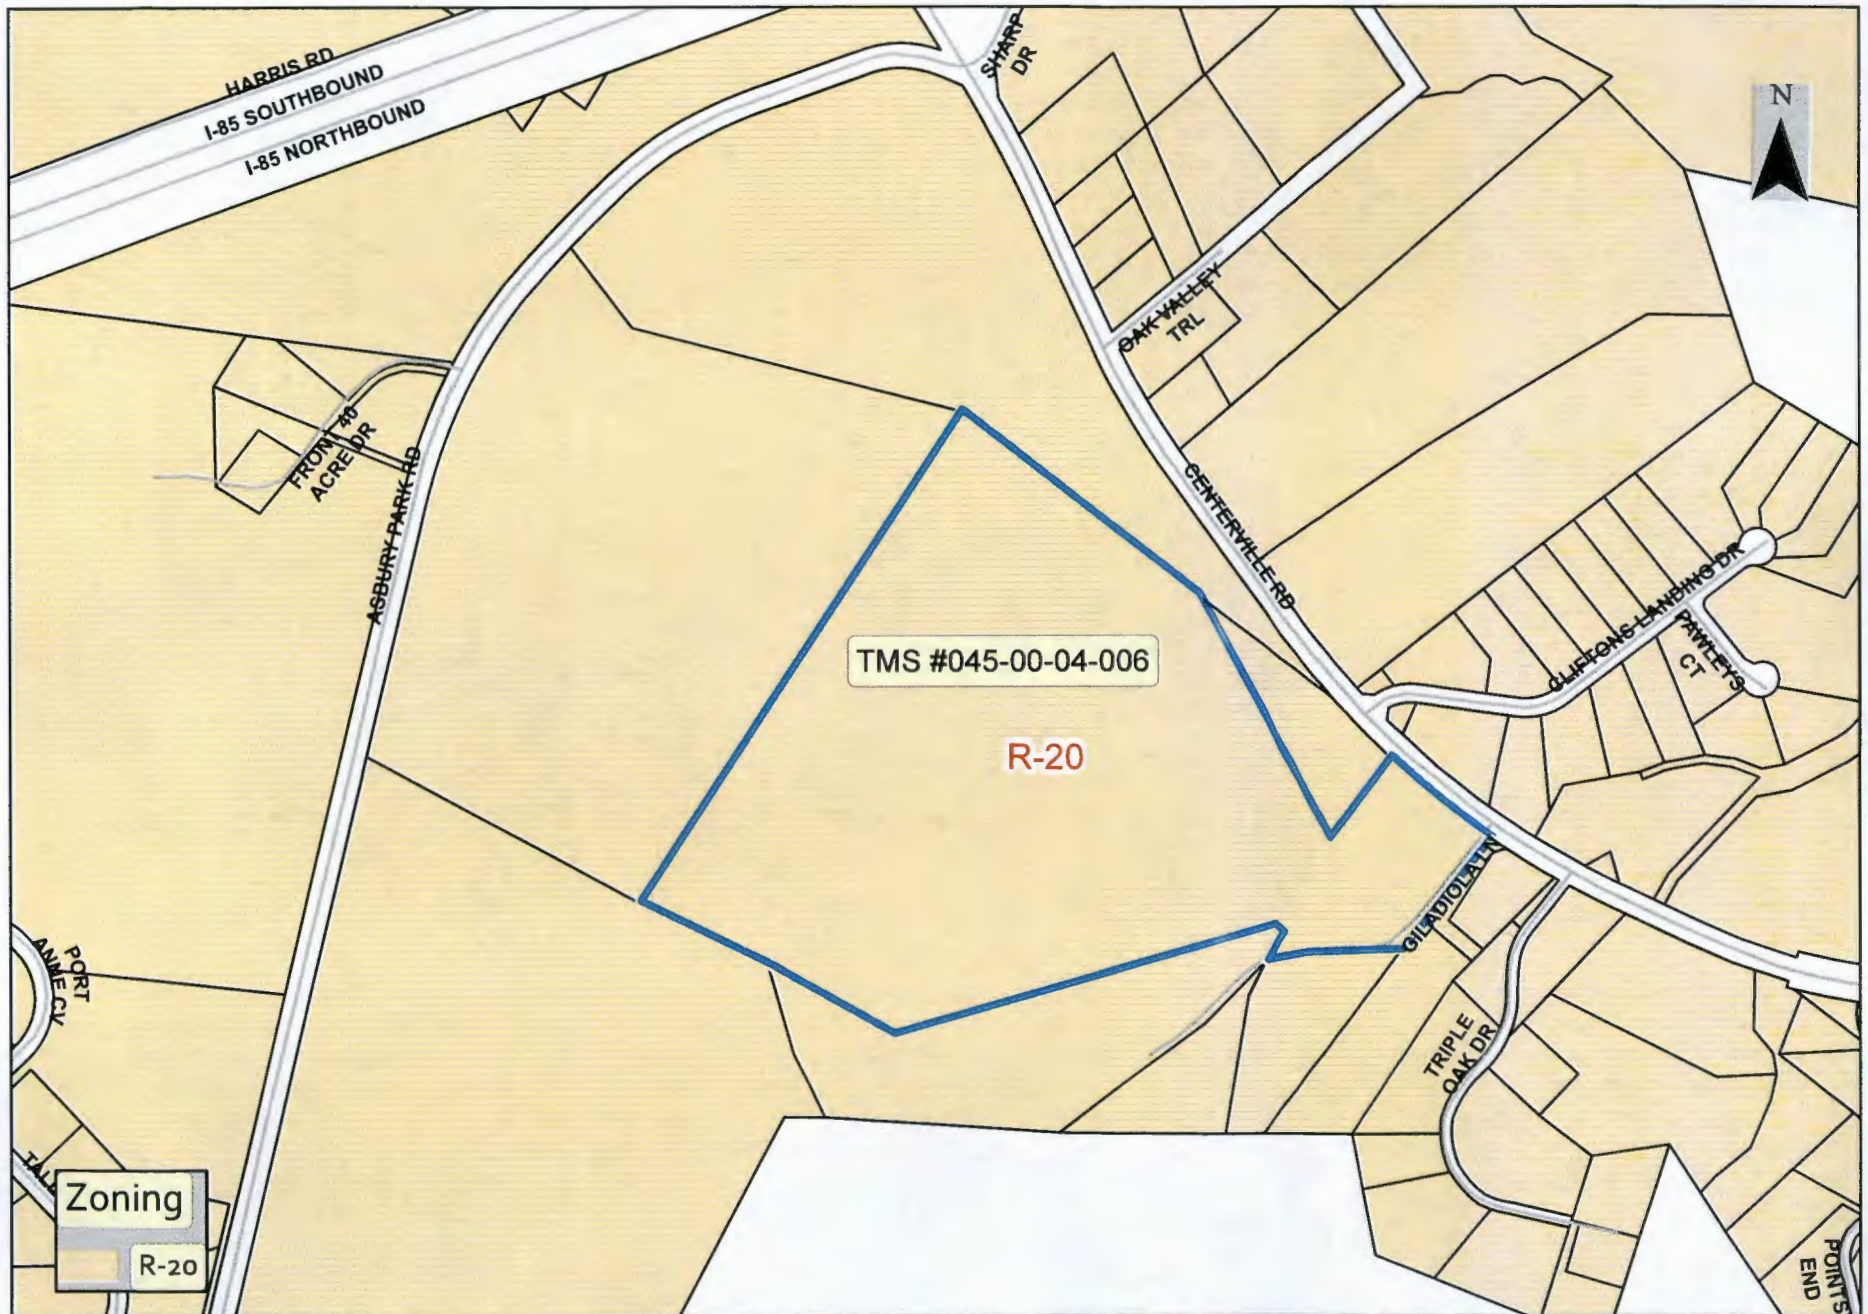 HARRIS RD
I-85 SOUTHBOUND
I-85 NORTHBOUND
SHARP
DR
N
OAK VALLEY
TRL
FRONT 40
ACRE DR
ASBURY PARK RD
CENTERVILLE RD
CLIFTONS LANDING DR
PAWLEYS
CT
TMS #045-00-04-006
R-20
GILADIOLA LN
PORT
ANNE CV
TRIPLE
OAK DR
Zoning
R-20
POINTS
END